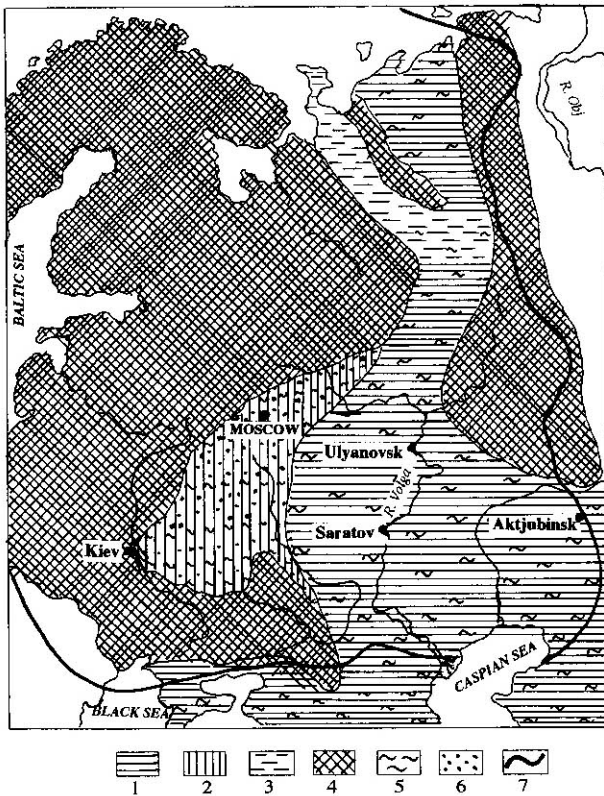 R. Obj
BALTIC SEA
MOSCOW
Ulyanovsk
R. Volga
Saratov
Aktjubinsk
Kiev
CASPIAN SEA
BLACK SEA
1 2 3 4 5 6 7